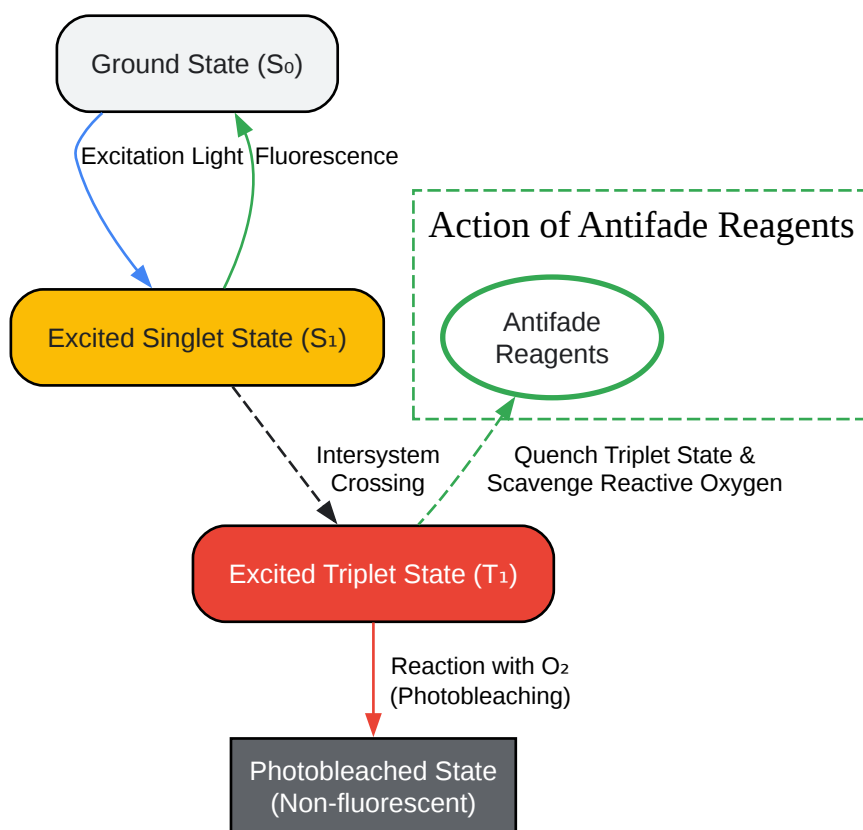 Ground State (S₀)
Excitation Light
Fluorescence
Action of Antifade Reagents
Antifade
Reagents
Excited Singlet State (S₁)
Intersystem
Crossing
Quench Triplet State &
Scavenge Reactive Oxygen
Excited Triplet State (T₁)
Reaction with O₂
(Photobleaching)
Photobleached State
(Non-fluorescent)